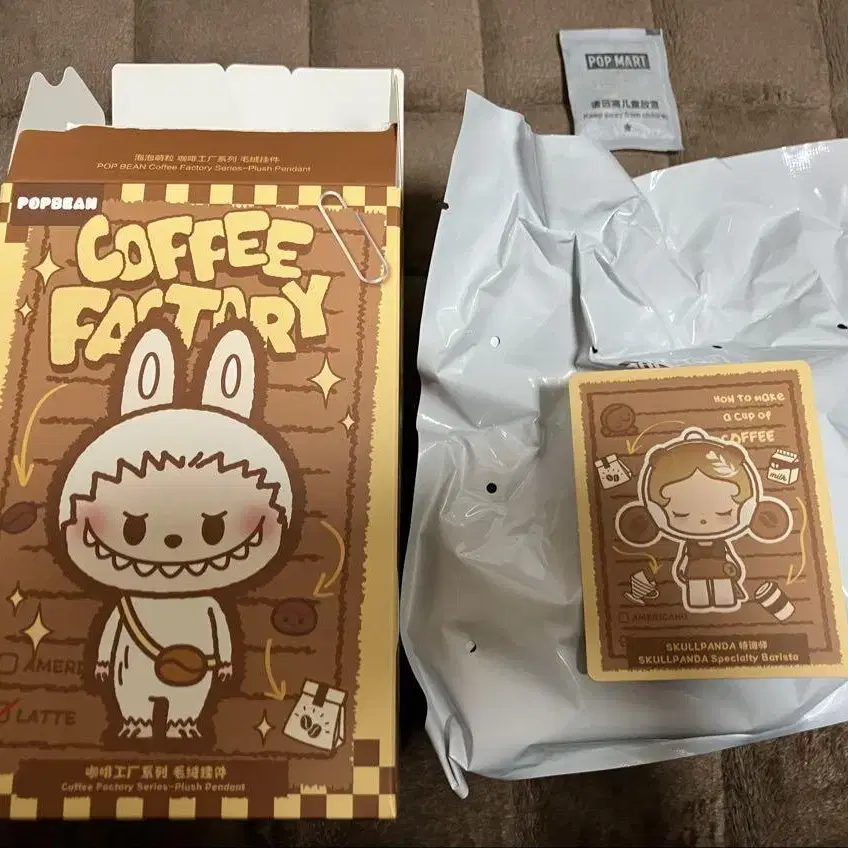 泡泡萌粒 咖啡工厂系列 毛绒挂件
POP BEAN Coffee Factory Series-Plush Pendant
POPBEAN
COFFEE
FACTORY
LATTE
咖啡工厂系列 毛绒挂件
Coffee Factory Series-Plush Pendant
POP MART
请远离儿童放置
Keep away from children
HOW TO MAKE
A CUP OF
COFFEE
milk
AMERICANO
SKULLPANDA 特调师
SKULLPANDA Specialty Barista